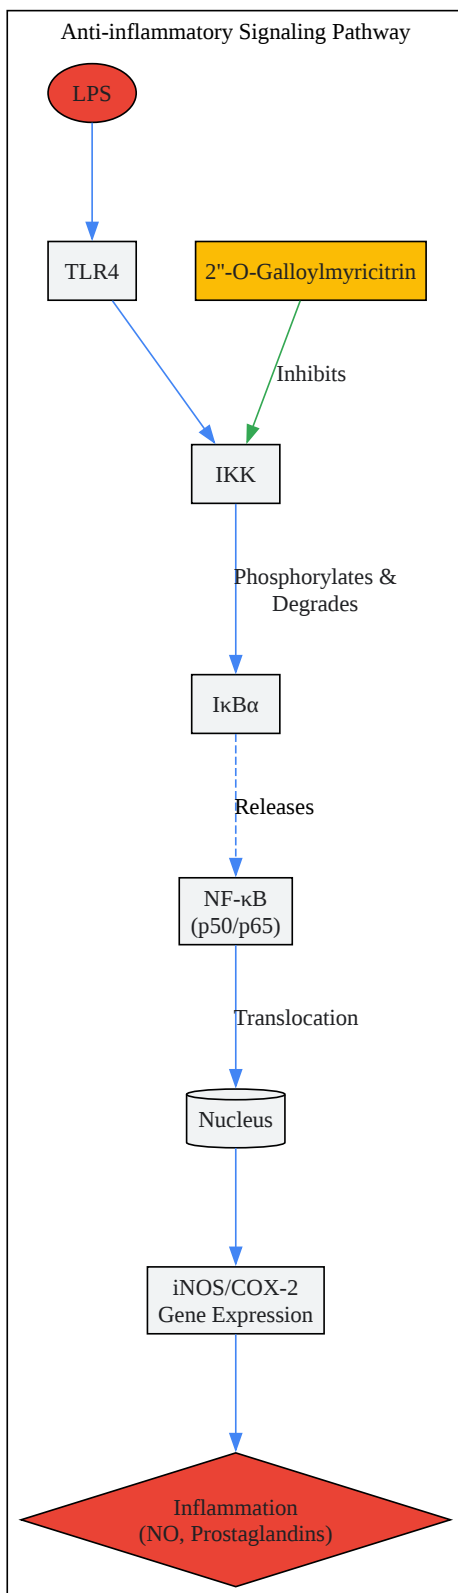 Anti-inflammatory Signaling Pathway
LPS
TLR4
2"-O-Galloylmyricitrin
Inhibits
IKK
Phosphorylates &
Degrades
IκBα
Releases
NF-κB
(p50/p65)
Translocation
Nucleus
iNOS/COX-2
Gene Expression
Inflammation
(NO, Prostaglandins)